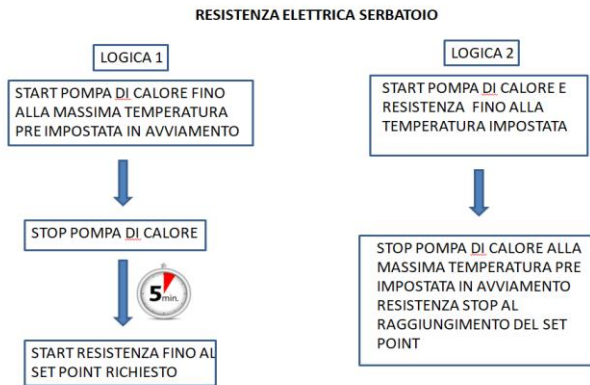 RESISTENZA ELETTRICA SERBATOIO
LOGICA 1
START POMPA DI CALORE FINO
ALLA MASSIMA TEMPERATURA
PRE IMPOSTATA IN AVVIAMENTO
STOP POMPA DI CALORE
5 min.
START RESISTENZA FINO AL
SET POINT RICHIESTO
LOGICA 2
START POMPA DI CALORE E
RESISTENZA FINO ALLA
TEMPERATURA IMPOSTATA
STOP POMPA DI CALORE ALLA
MASSIMA TEMPERATURA PRE
IMPOSTATA IN AVVIAMENTO
RESISTENZA STOP AL
RAGGIUNGIMENTO DEL SET
POINT